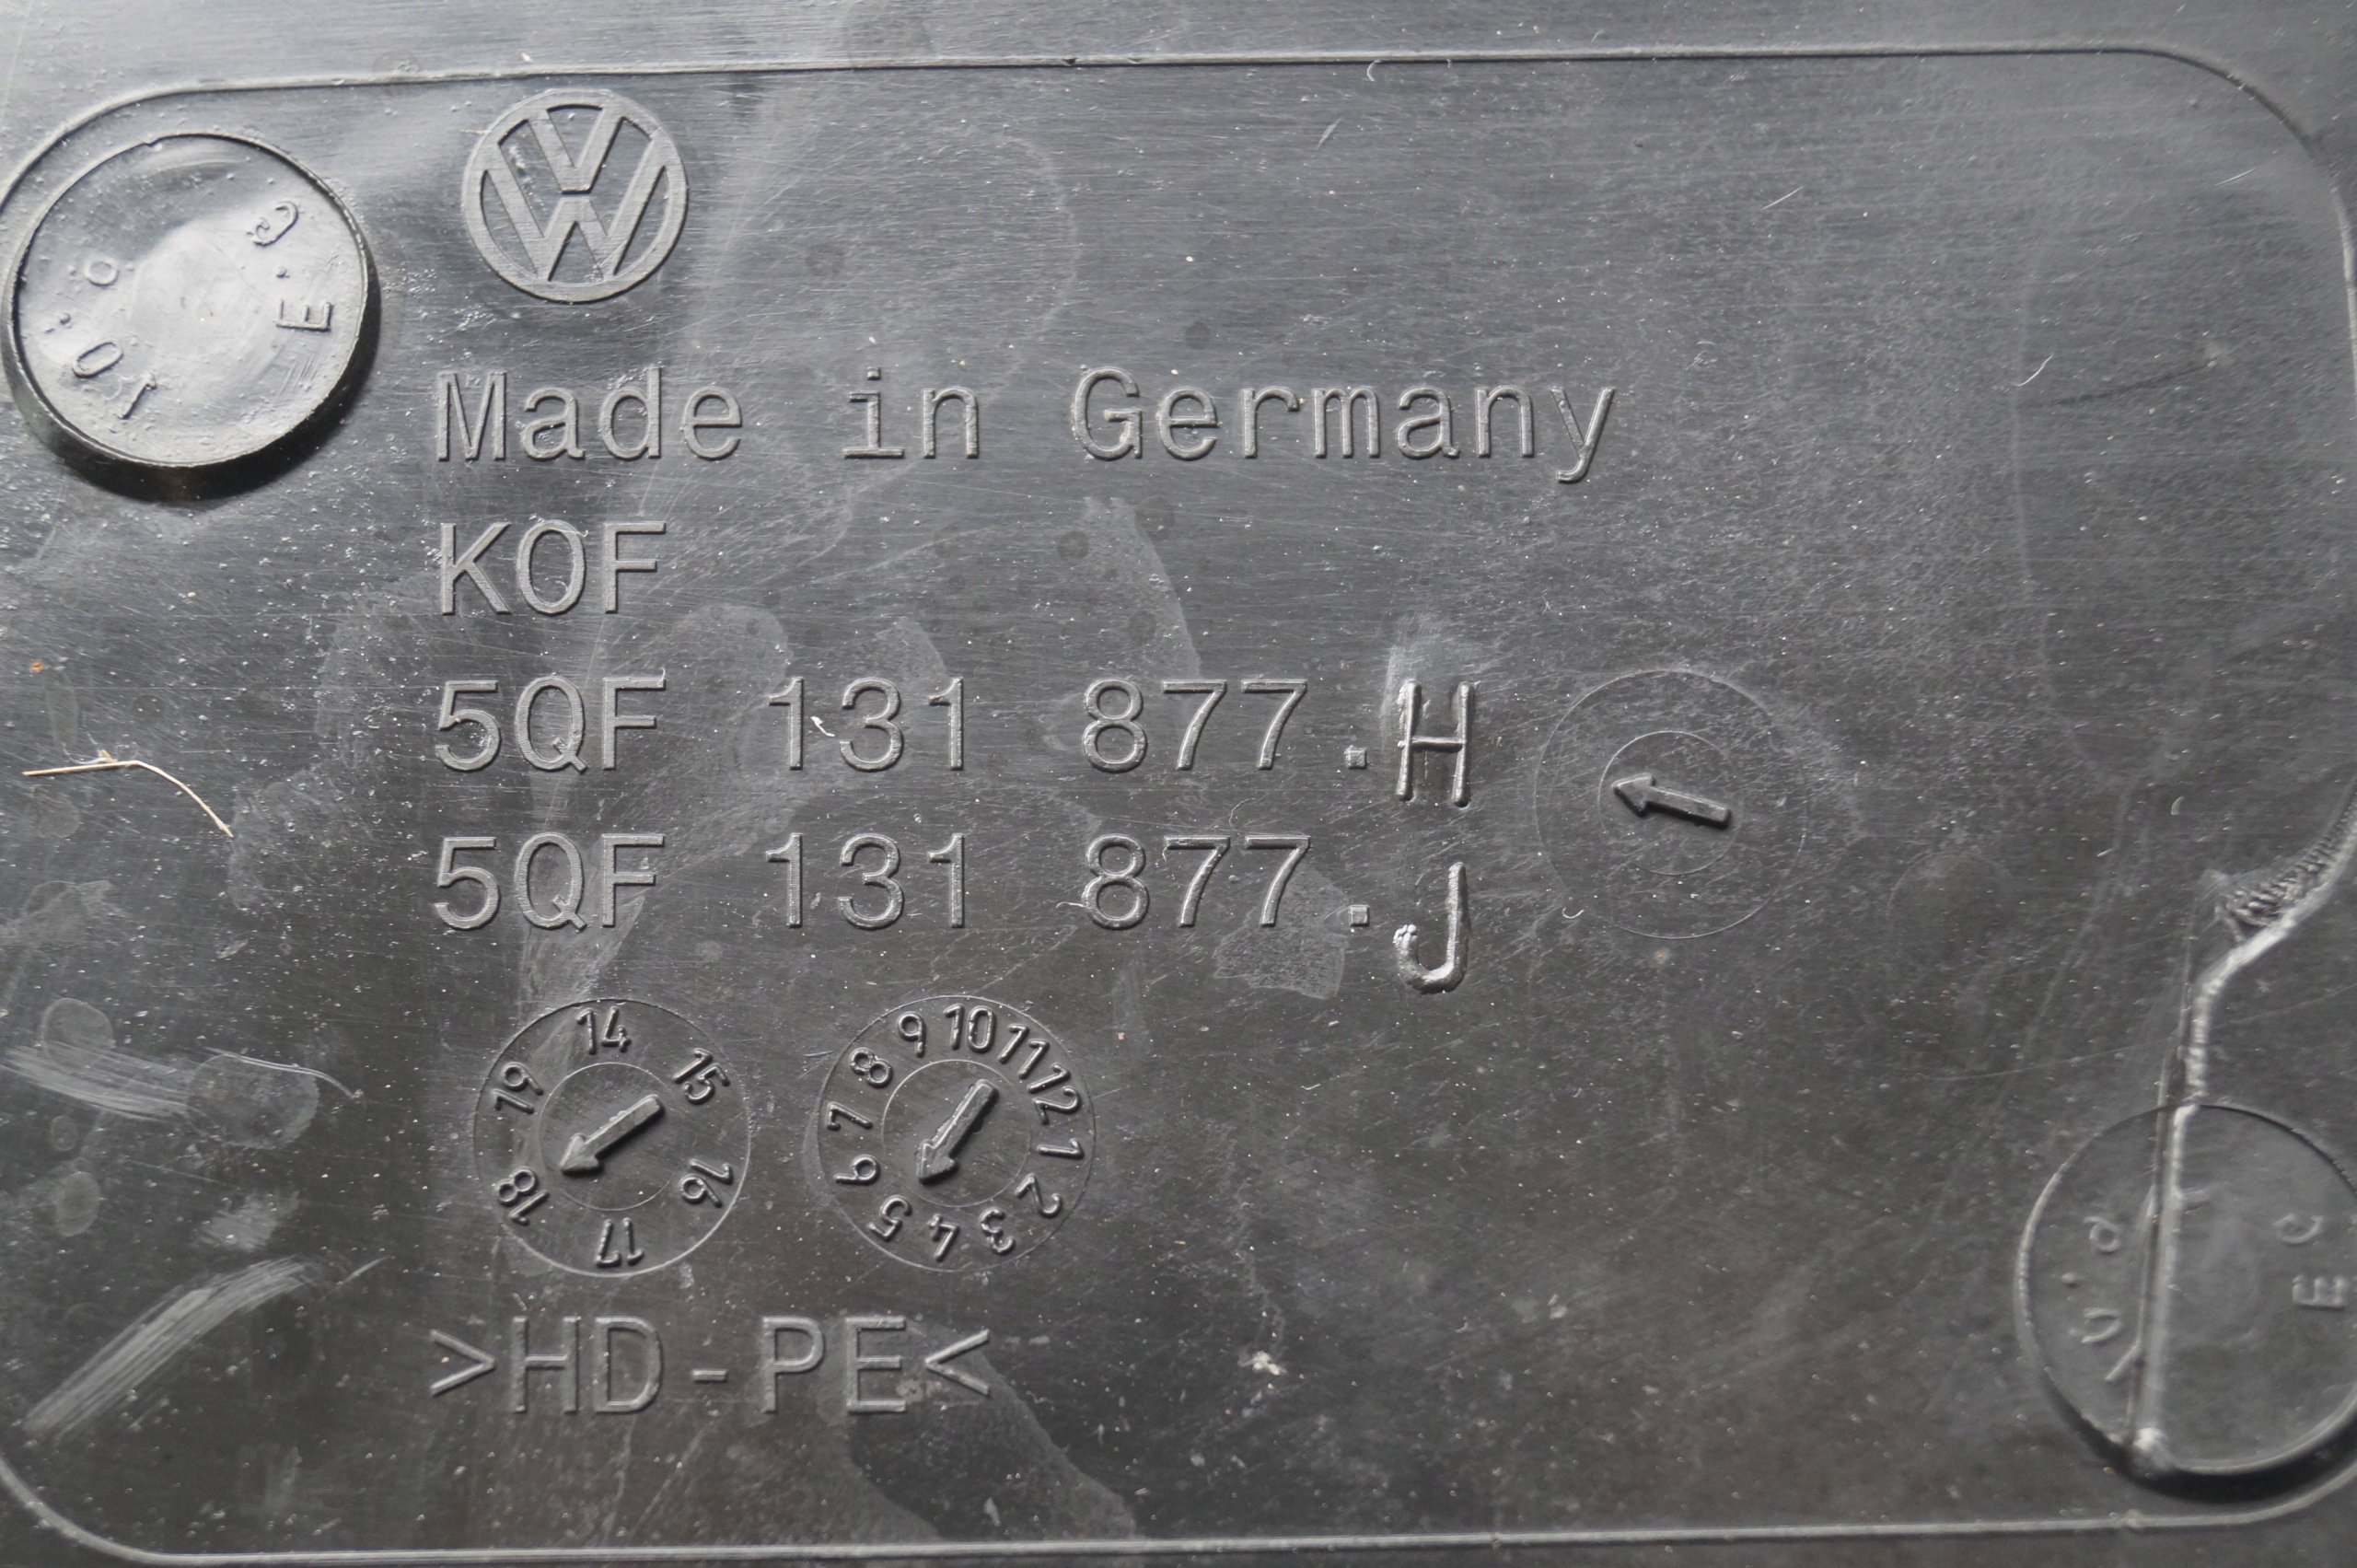 Made in Germany
KOF
5QF 131 877.H
5QF 131 877.J
14 15 16 17 18 19
1 2 3 4 5 6 7 8 9 10 11 12
>HD-PE<